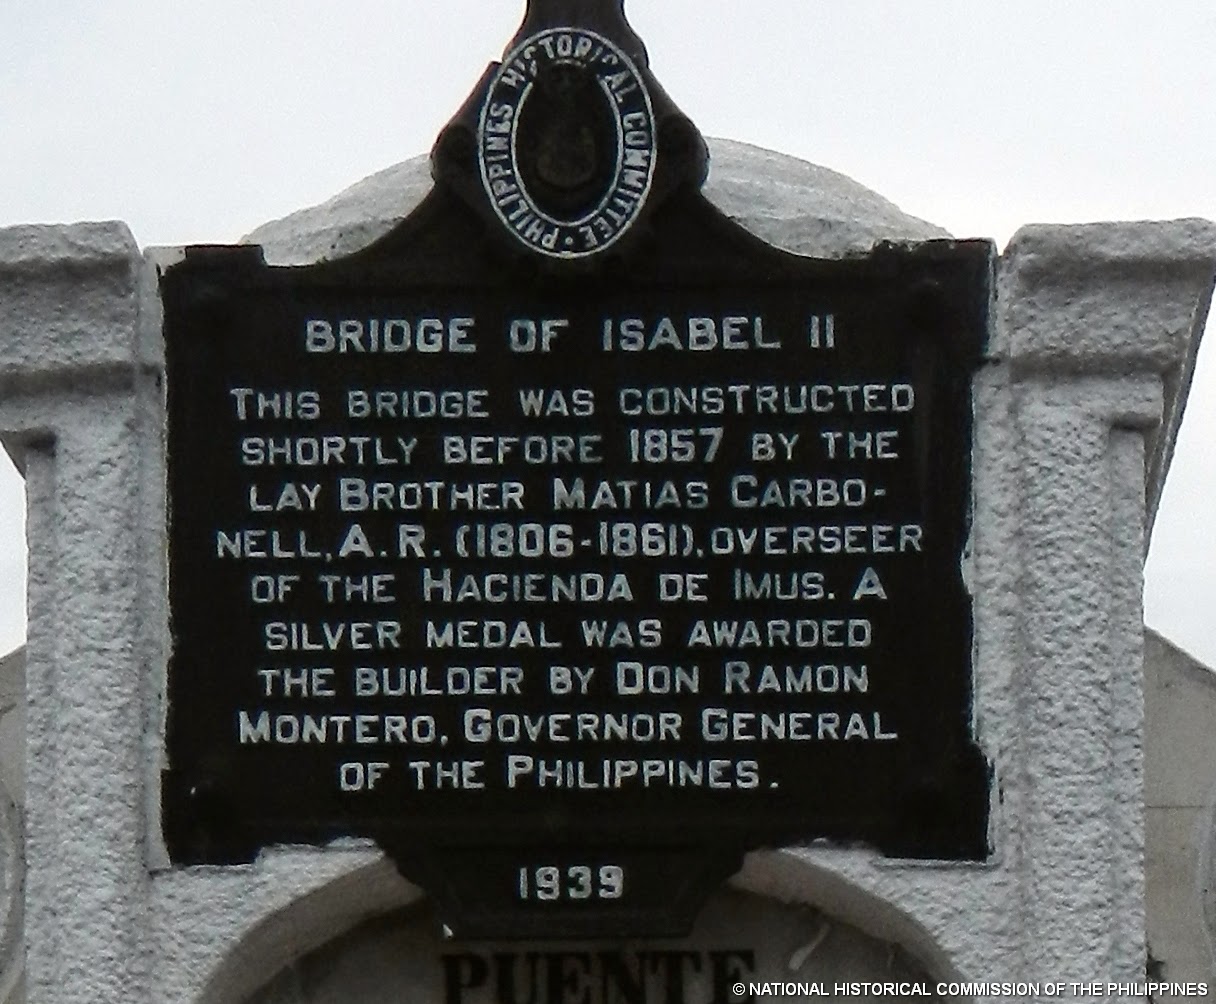 PHILIPPINES HISTORICAL COMMITTEE
BRIDGE OF ISABEL II
THIS BRIDGE WAS CONSTRUCTED
SHORTLY BEFORE 1857 BY THE
LAY BROTHER MATIAS CARBO-
NELL, A. R. (1806-1861), OVERSEER
OF THE HACIENDA DE IMUS. A
SILVER MEDAL WAS AWARDED
THE BUILDER BY DON RAMON
MONTERO, GOVERNOR GENERAL
OF THE PHILIPPINES.
1939
PUENTE
© NATIONAL HISTORICAL COMMISSION OF THE PHILIPPINES